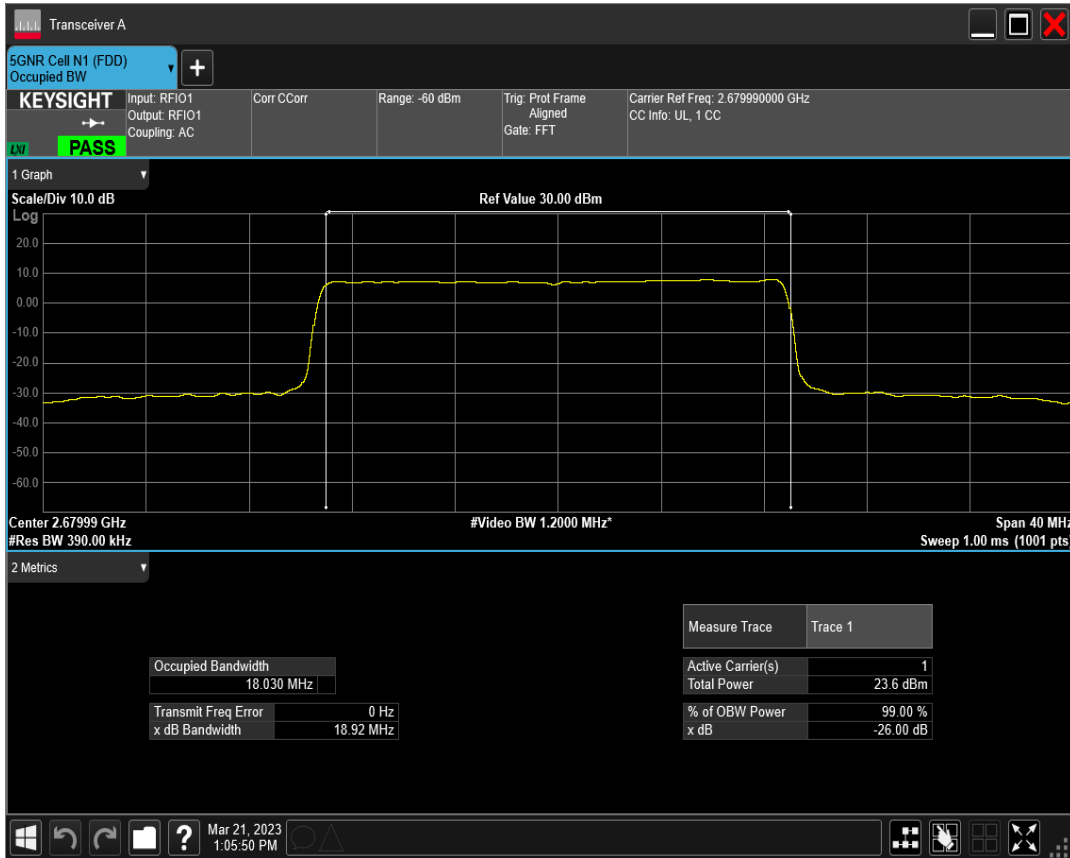 Transceiver A
5GNR Cell N1 (FDD)
Occupied BW
+
KEYSIGHT
LXI
PASS
Input: RFIO1
Output: RFIO1
Coupling: AC
Corr CCorr
Range: -60 dBm
Trig: Prot Frame
Aligned
Gate: FFT
Carrier Ref Freq: 2.679990000 GHz
CC Info: UL, 1 CC
1 Graph
Scale/Div 10.0 dB
Ref Value 30.00 dBm
Log
20.0
10.0
0.00
-10.0
-20.0
-30.0
-40.0
-50.0
-60.0
Center 2.67999 GHz
#Video BW 1.2000 MHz*
Span 40 MHz
#Res BW 390.00 kHz
Sweep 1.00 ms (1001 pts)
2 Metrics
Measure Trace
Trace 1
Occupied Bandwidth
18.030 MHz
Active Carrier(s) 1
Total Power 23.6 dBm
Transmit Freq Error 0 Hz
x dB Bandwidth 18.92 MHz
% of OBW Power 99.00 %
x dB -26.00 dB
?
Mar 21, 2023
1:05:50 PM